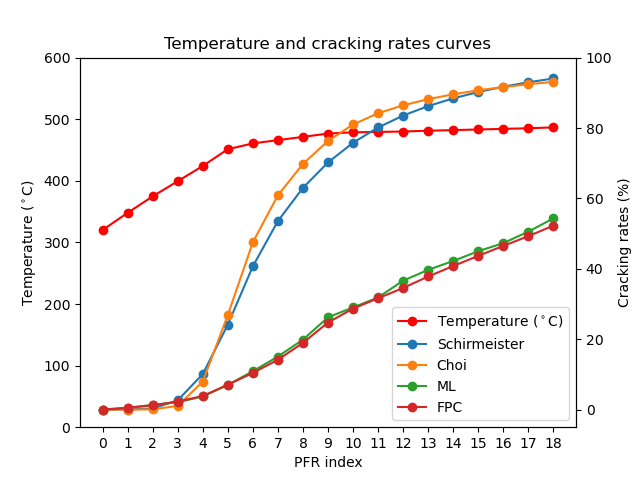 Temperature and cracking rates curves
600
500
400
300
200
100
0
Temperature (°C)
100
80
60
40
20
0
Cracking rates (%)
Temperature (°C)
Schirmeister
Choi
ML
FPC
0 1 2 3 4 5 6 7 8 9 10 11 12 13 14 15 16 17 18
PFR index